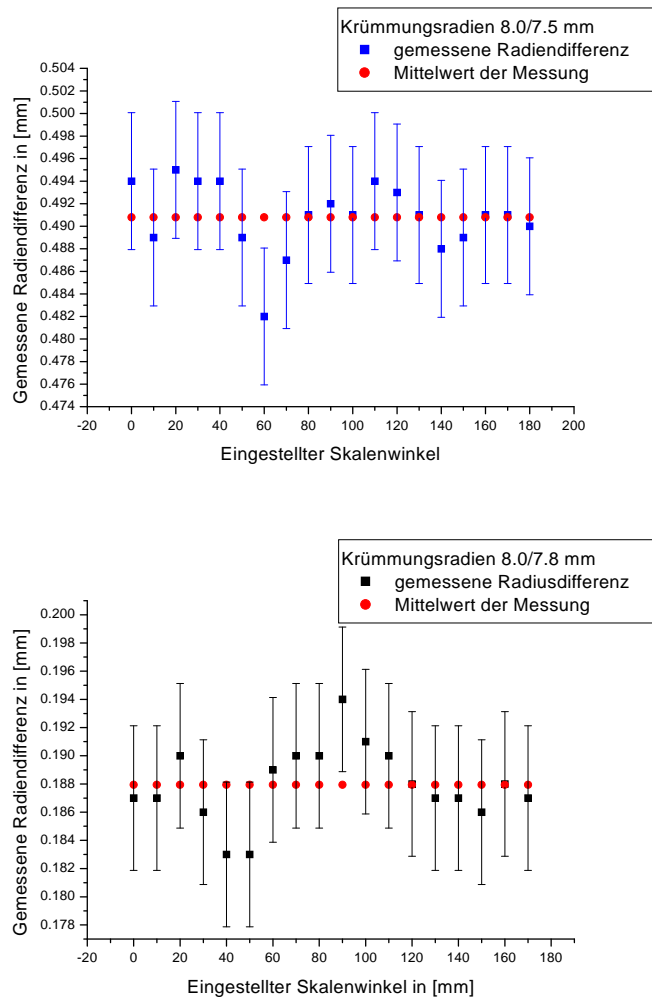 Krümmungsradien 8.0/7.5 mm
gemessene Radiendifferenz
Mittelwert der Messung
Gemessene Radiendifferenz in [mm]
0.504
0.502
0.500
0.498
0.496
0.494
0.492
0.490
0.488
0.486
0.484
0.482
0.480
0.478
0.476
0.474
-20 0 20 40 60 80 100 120 140 160 180 200
Eingestellter Skalenwinkel
Krümmungsradien 8.0/7.8 mm
gemessene Radiusdifferenz
Mittelwert der Messung
Gemessene Radiendifferenz in [mm]
0.200
0.198
0.196
0.194
0.192
0.190
0.188
0.186
0.184
0.182
0.180
0.178
-20 0 20 40 60 80 100 120 140 160 180
Eingestellter Skalenwinkel in [mm]